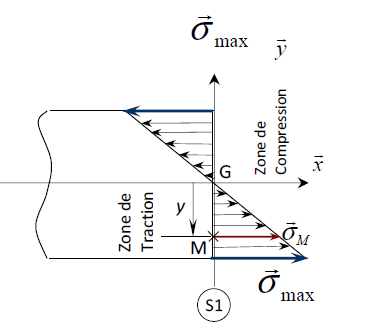 σ⃗ max
y⃗
Zone de
Compression
x⃗
G
Zone de
Traction
y
M
σ⃗M
σ⃗ max
S1